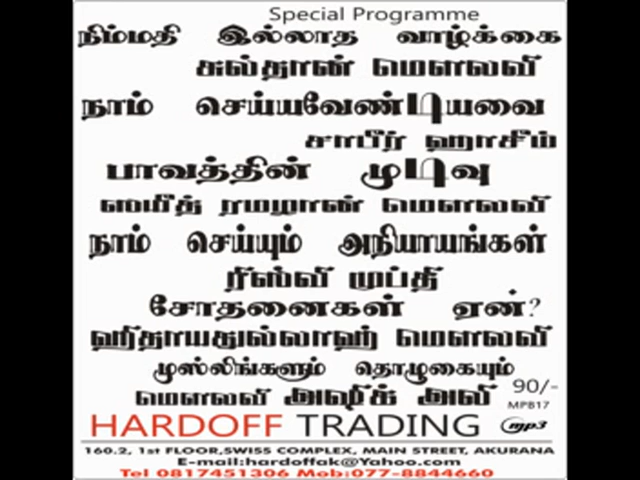 Special Programme
நிம்மதி இல்லாத வாழ்க்கை
சுல்தான் மௌலவி
நாம் செய்யவேண்டியவை
சாபீர் ஹாசீம்
பாவத்தின் முடிவு
ஸமீத் ரமழான் மௌலவி
நாம் செய்யும் அநியாயங்கள்
ரிஸ்வி முப்தி
சோதனைகள் ஏன்?
ஹிதாயதுல்லாஹ் மௌலவி
முஸ்லிங்களும் தொழுகையும்
மௌலவி அஷிக் அலி
90/-
MPB17
HARDOFF TRADING mp3
160.2, 1st FLOOR,SWISS COMPLEX, MAIN STREET, AKURANA
E-mail:hardoffak@Yahoo.com
Tel 0817451306 Mob:077-8844660